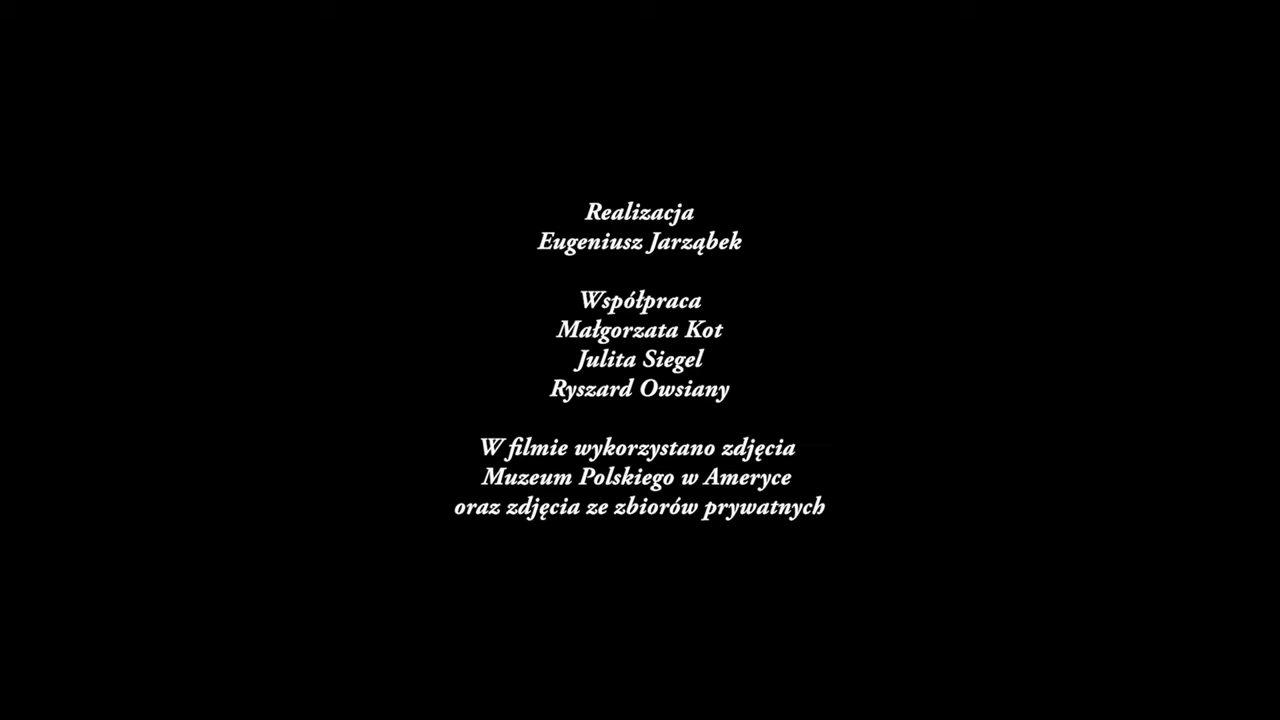 Realizacja
Eugeniusz Jarząbek
Współpraca
Małgorzata Kot
Julita Siegel
Ryszard Owsiany
W filmie wykorzystano zdjęcia
Muzeum Polskiego w Ameryce
oraz zdjęcia ze zbiorów prywatnych